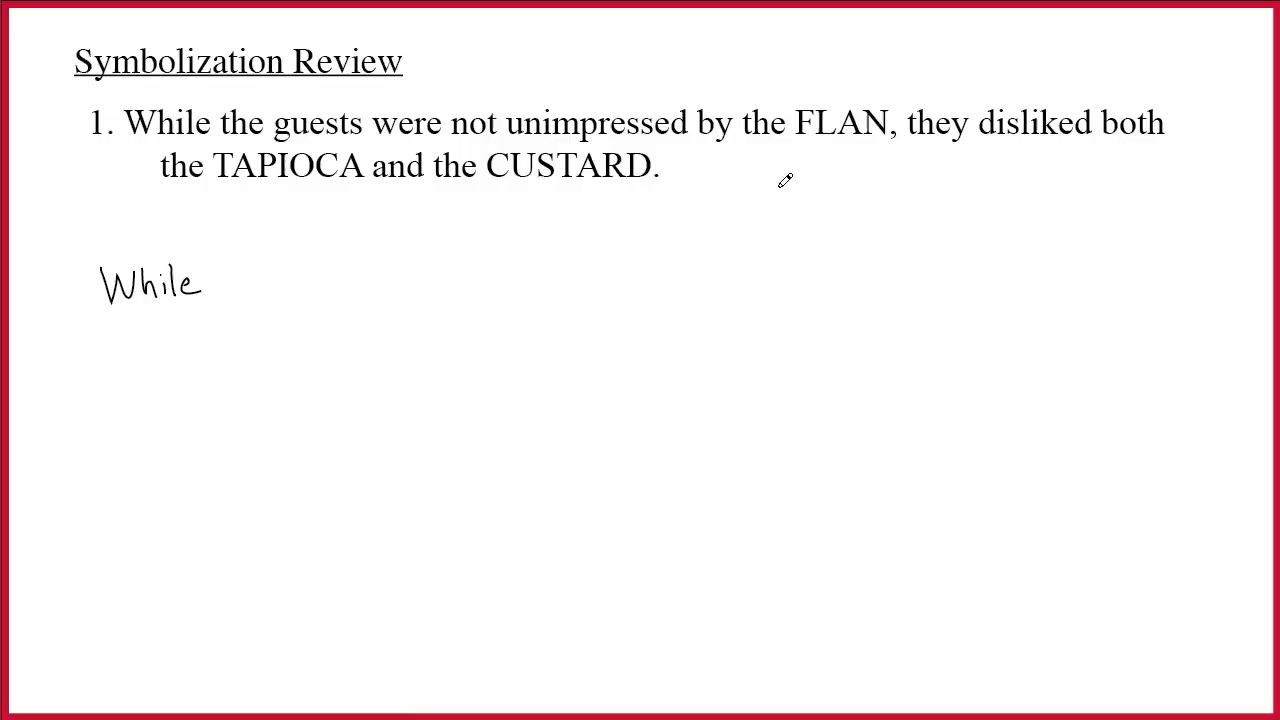 Symbolization Review
1. While the guests were not unimpressed by the FLAN, they disliked both
the TAPIOCA and the CUSTARD.
While